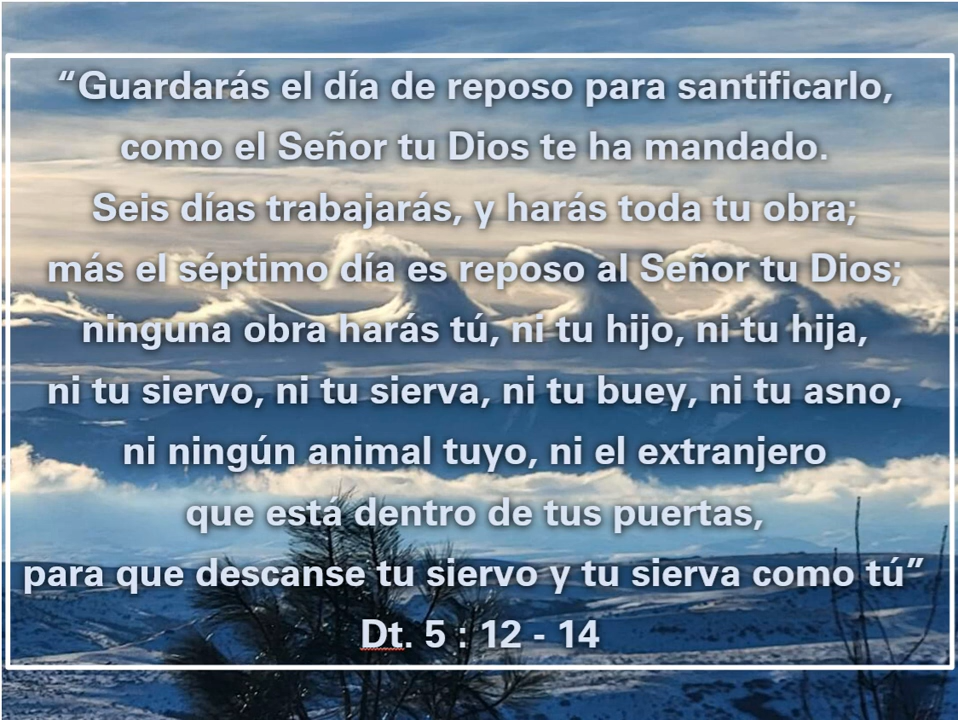 “Guardarás el día de reposo para santificarlo,
como el Señor tu Dios te ha mandado.
Seis días trabajarás, y harás toda tu obra;
más el séptimo día es reposo al Señor tu Dios;
ninguna obra harás tú, ni tu hijo, ni tu hija,
ni tu siervo, ni tu sierva, ni tu buey, ni tu asno,
ni ningún animal tuyo, ni el extranjero
que está dentro de tus puertas,
para que descanse tu siervo y tu sierva como tú”
Dt. 5 : 12 - 14